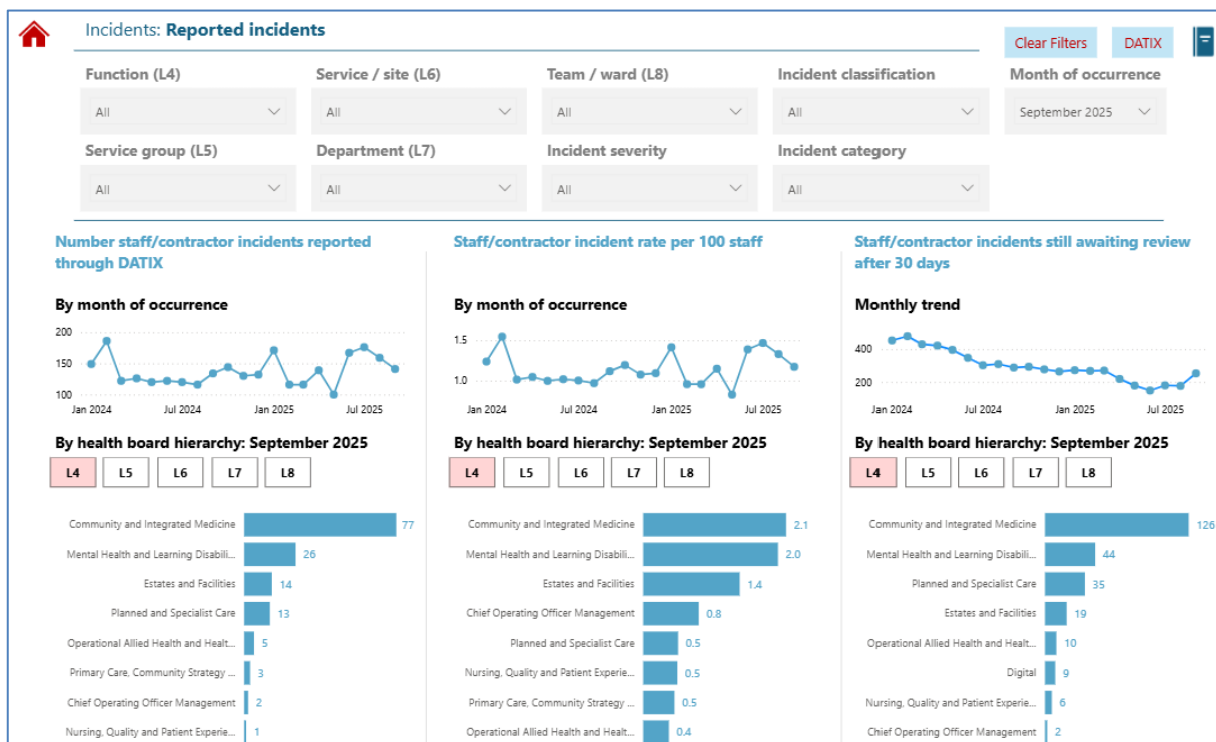 Incidents: Reported incidents
Clear Filters
DATIX
Function (L4)
Service / site (L6)
Team / ward (L8)
Incident classification
Month of occurrence
All
All
All
All
September 2025
Service group (L5)
Department (L7)
Incident severity
Incident category
All
All
All
All
Number staff/contractor incidents reported
through DATIX
By month of occurrence
200
150
100
Jan 2024
Jul 2024
Jan 2025
Jul 2025
By health board hierarchy: September 2025
L4
L5
L6
L7
L8
Community and Integrated Medicine 77
Mental Health and Learning Disabili... 26
Estates and Facilities 14
Planned and Specialist Care 13
Operational Allied Health and Healt... 5
Primary Care, Community Strategy ... 3
Chief Operating Officer Management 2
Nursing, Quality and Patient Experie... 1
Staff/contractor incident rate per 100 staff
By month of occurrence
1.5
1.0
Jan 2024
Jul 2024
Jan 2025
Jul 2025
By health board hierarchy: September 2025
L4
L5
L6
L7
L8
Community and Integrated Medicine 2.1
Mental Health and Learning Disabili... 2.0
Estates and Facilities 1.4
Chief Operating Officer Management 0.8
Planned and Specialist Care 0.5
Nursing, Quality and Patient Experie... 0.5
Primary Care, Community Strategy ... 0.5
Operational Allied Health and Healt... 0.4
Staff/contractor incidents still awaiting review
after 30 days
Monthly trend
400
200
Jan 2024
Jul 2024
Jan 2025
Jul 2025
By health board hierarchy: September 2025
L4
L5
L6
L7
L8
Community and Integrated Medicine 126
Mental Health and Learning Disabili... 44
Planned and Specialist Care 35
Estates and Facilities 19
Operational Allied Health and Healt... 10
Digital 9
Nursing, Quality and Patient Experie... 6
Chief Operating Officer Management 2